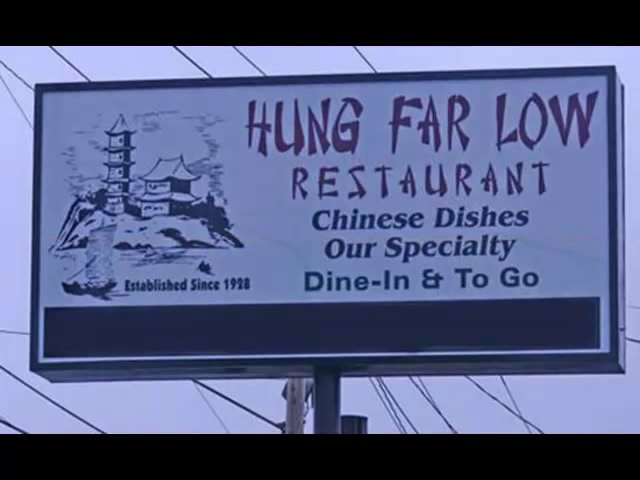 HUNG FAR LOW
RESTAURANT
Chinese Dishes
Our Specialty
Dine-In & To Go
Established Since 1928